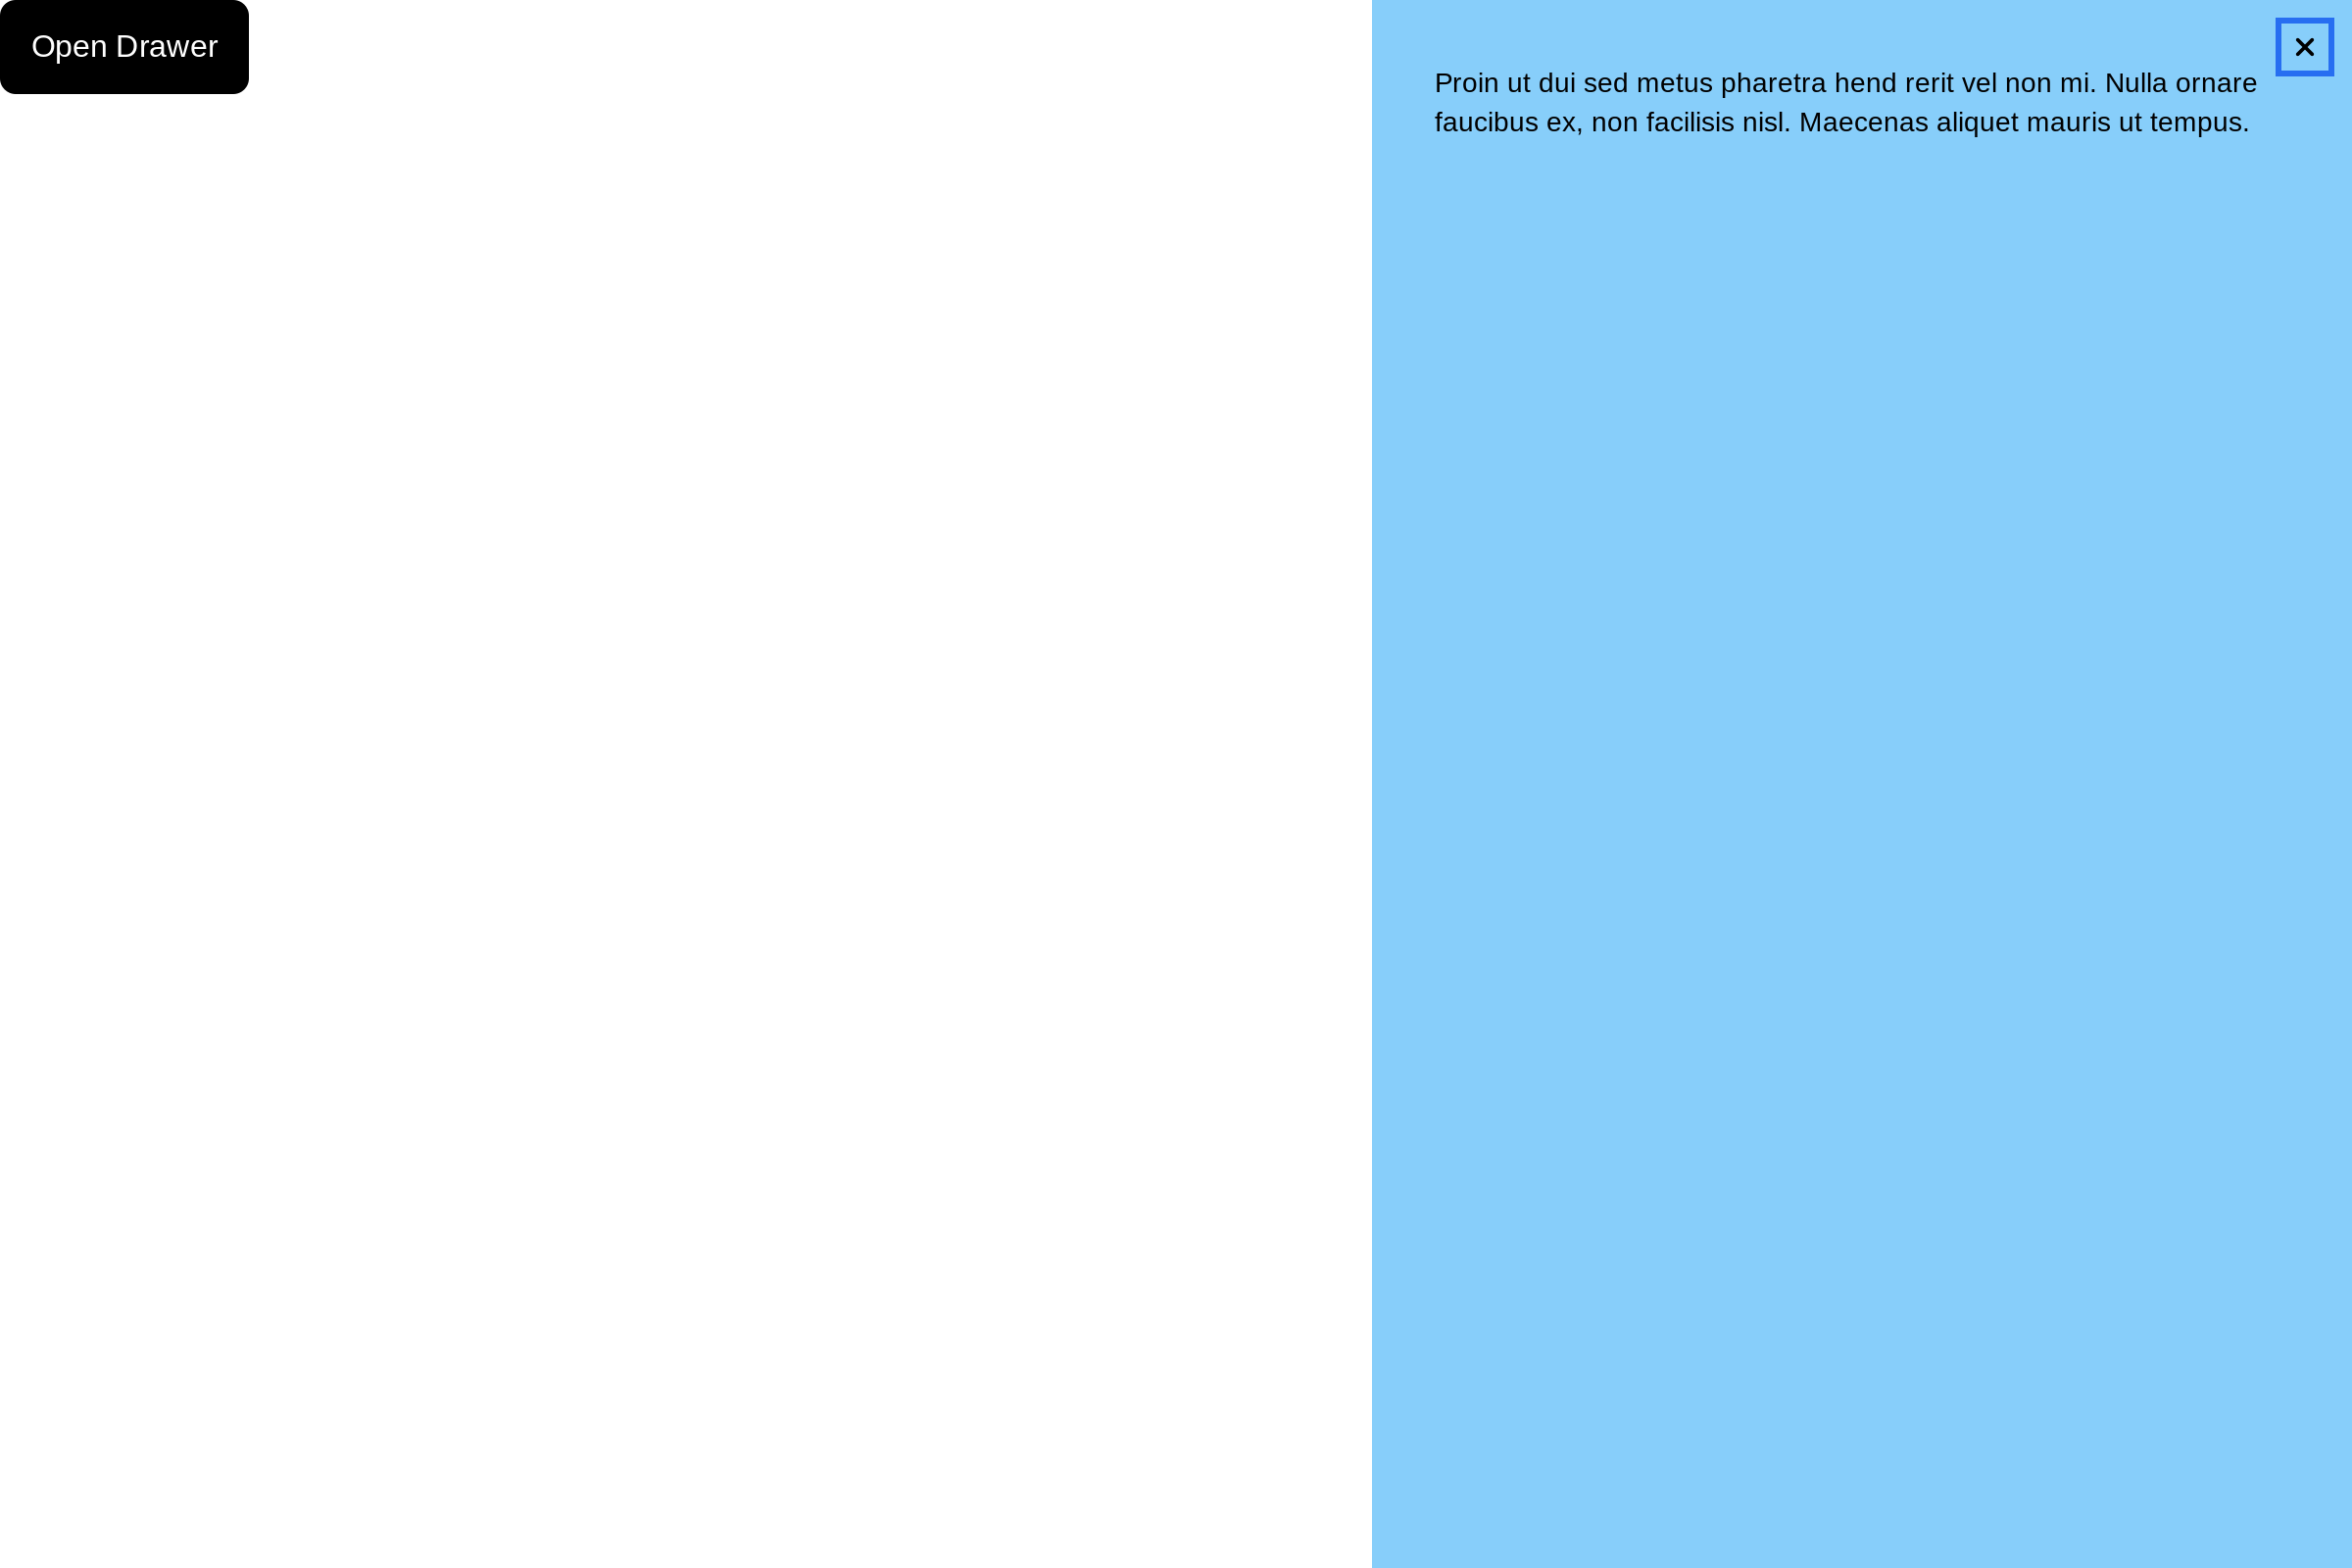 Open Drawer
Proin ut dui sed metus pharetra hend rerit vel non mi. Nulla ornare
faucibus ex, non facilisis nisl. Maecenas aliquet mauris ut tempus.